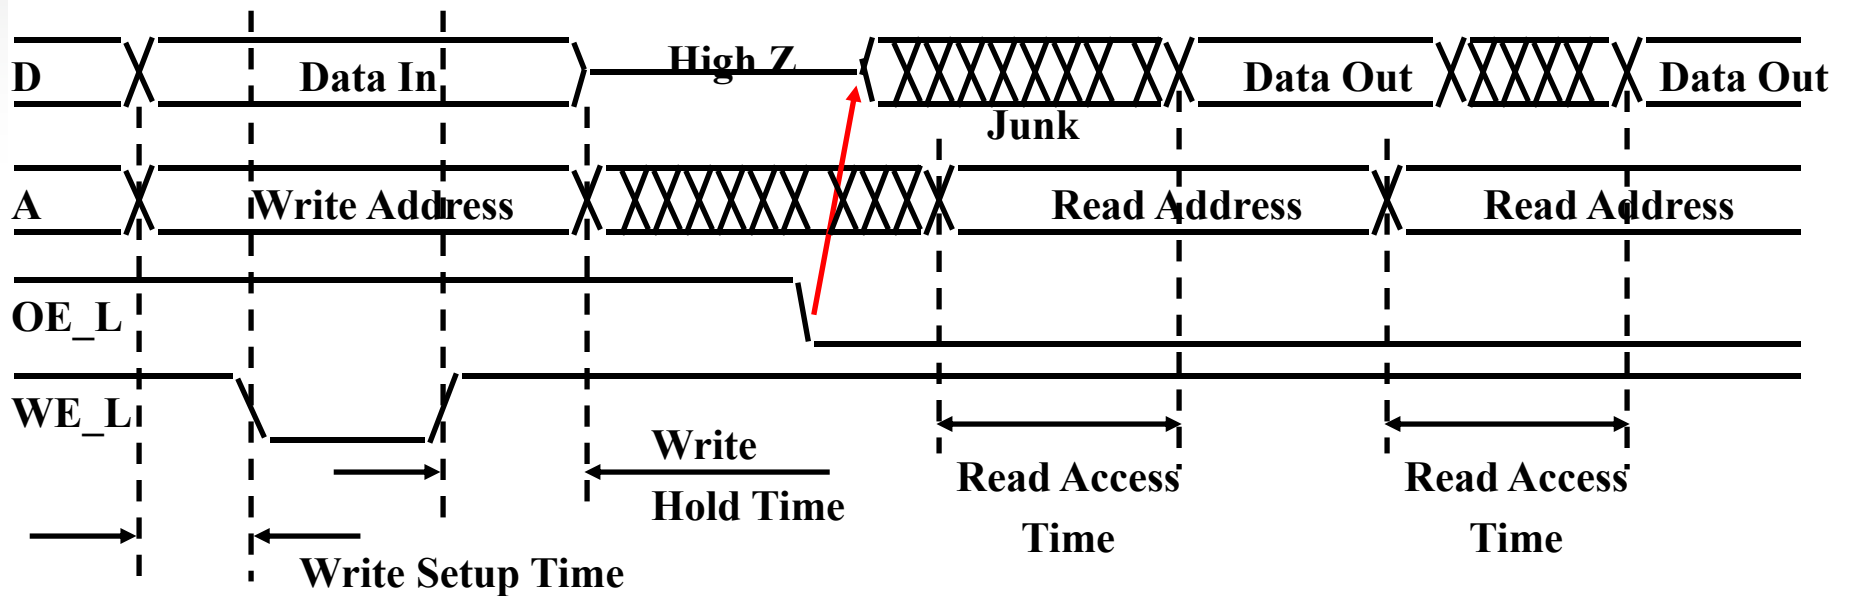 D
Data In
High Z
Junk
Data Out
Data Out
A
Write Address
Read Address
Read Address
OE_L
WE_L
Write
Hold Time
Read Access
Time
Read Access
Time
Write Setup Time